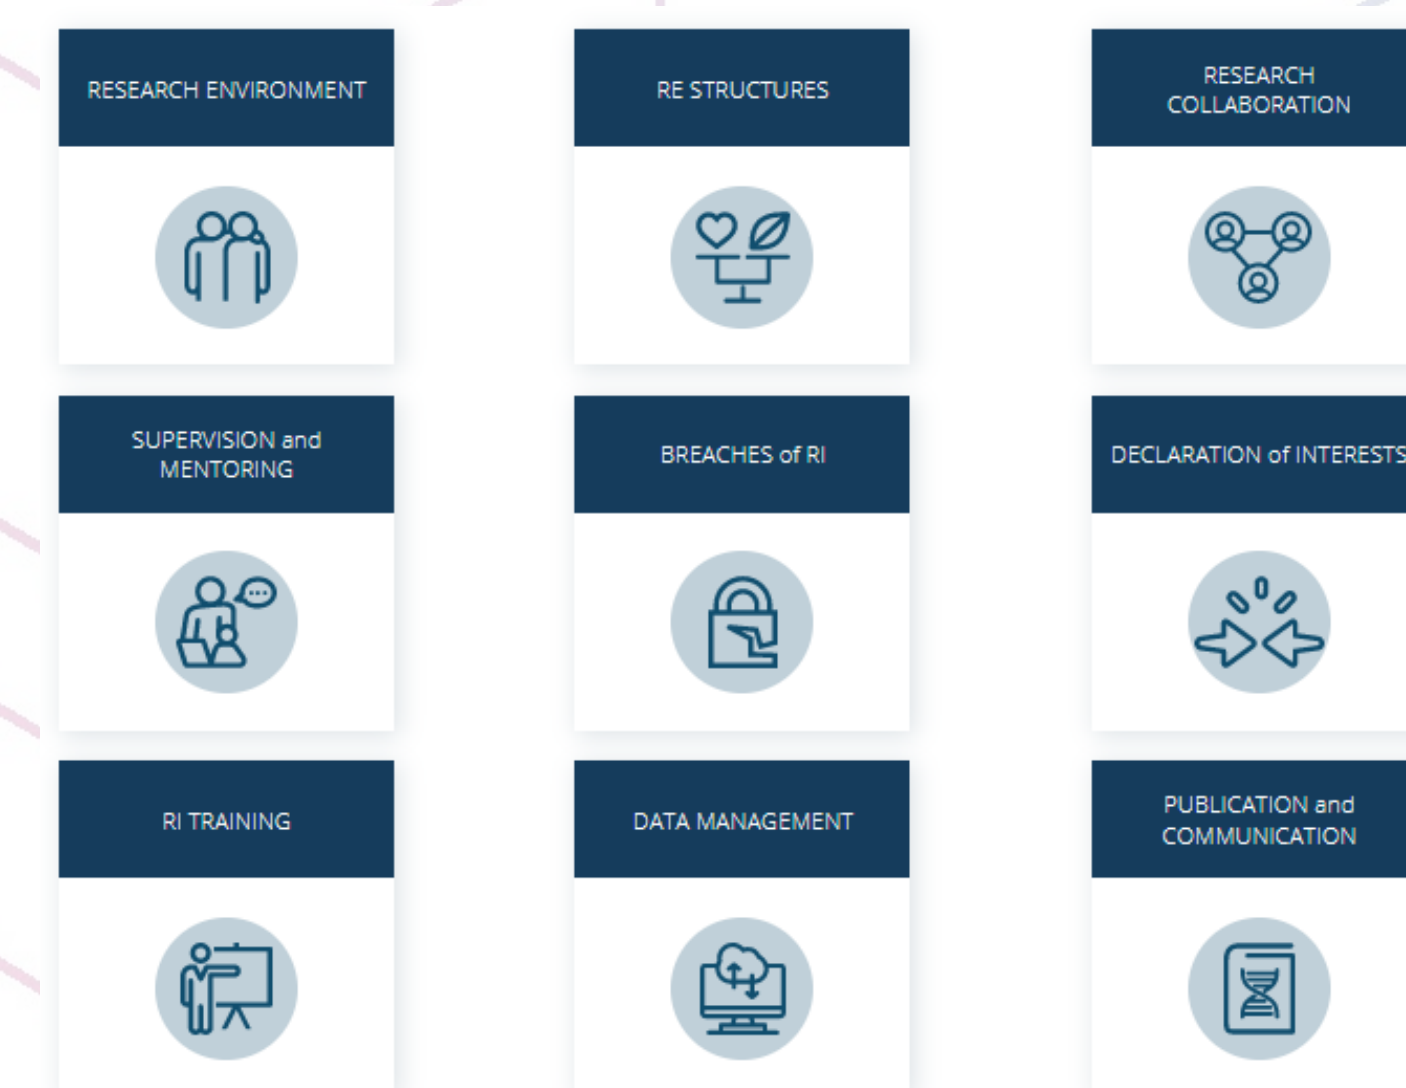 RESEARCH ENVIRONMENT
RE STRUCTURES
RESEARCH
COLLABORATION
SUPERVISION and
MENTORING
BREACHES of RI
DECLARATION of INTERESTS
RI TRAINING
DATA MANAGEMENT
PUBLICATION and
COMMUNICATION